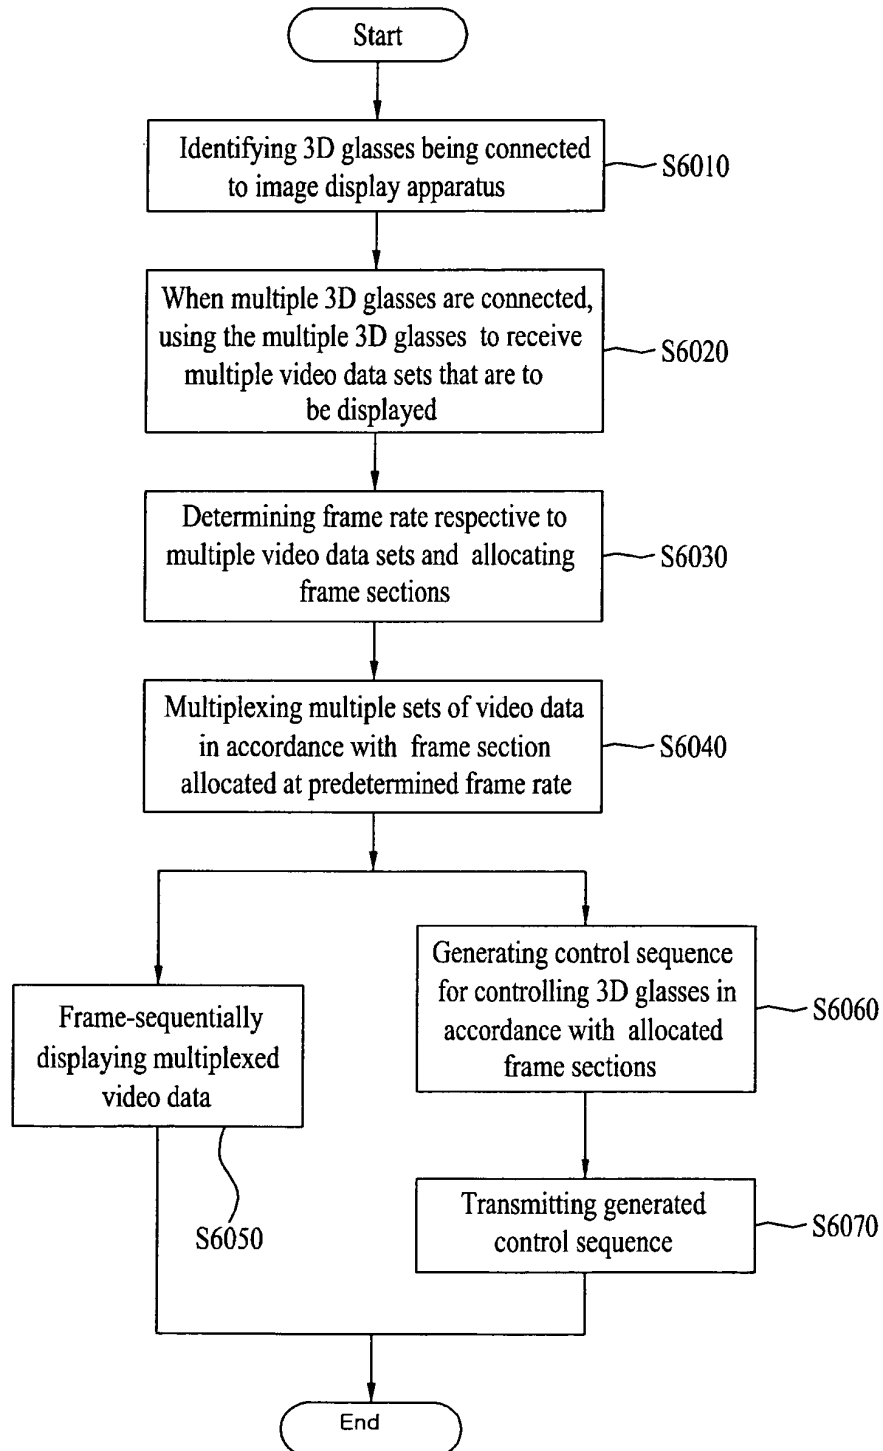 Start
Identifying 3D glasses being connected
to image display apparatus
S6010
When multiple 3D glasses are connected,
using the multiple 3D glasses to receive
multiple video data sets that are to
be displayed
S6020
Determining frame rate respective to
multiple video data sets and allocating
frame sections
S6030
Multiplexing multiple sets of video data
in accordance with frame section
allocated at predetermined frame rate
S6040
Frame-sequentially
displaying multiplexed
video data
S6050
Generating control sequence
for controlling 3D glasses in
accordance with allocated
frame sections
S6060
Transmitting generated
control sequence
S6070
End